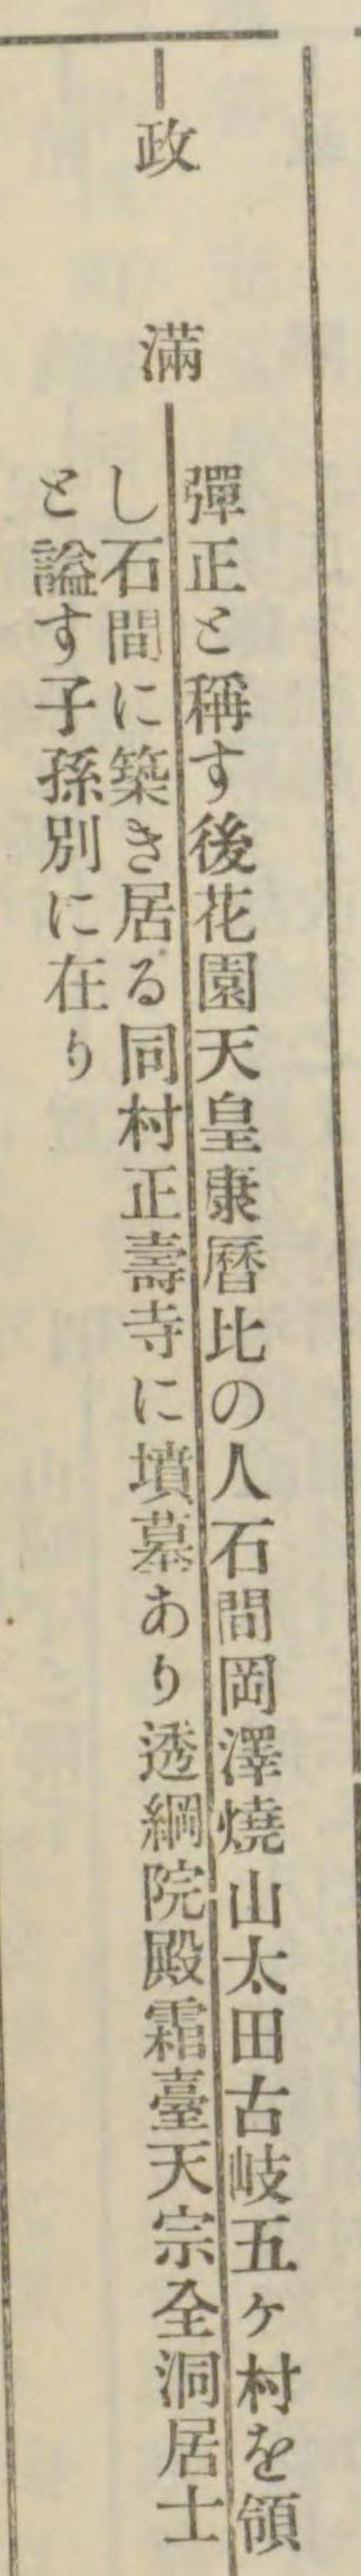 政滿
彈正と稱す後花園天皇康曆比の人石間岡澤燒山太田古岐五ヶ村を領
し石間に築き居る同村正壽寺に墳墓あり透綱院殿霜臺天宗全洞居士
と謚す子孫別に在り